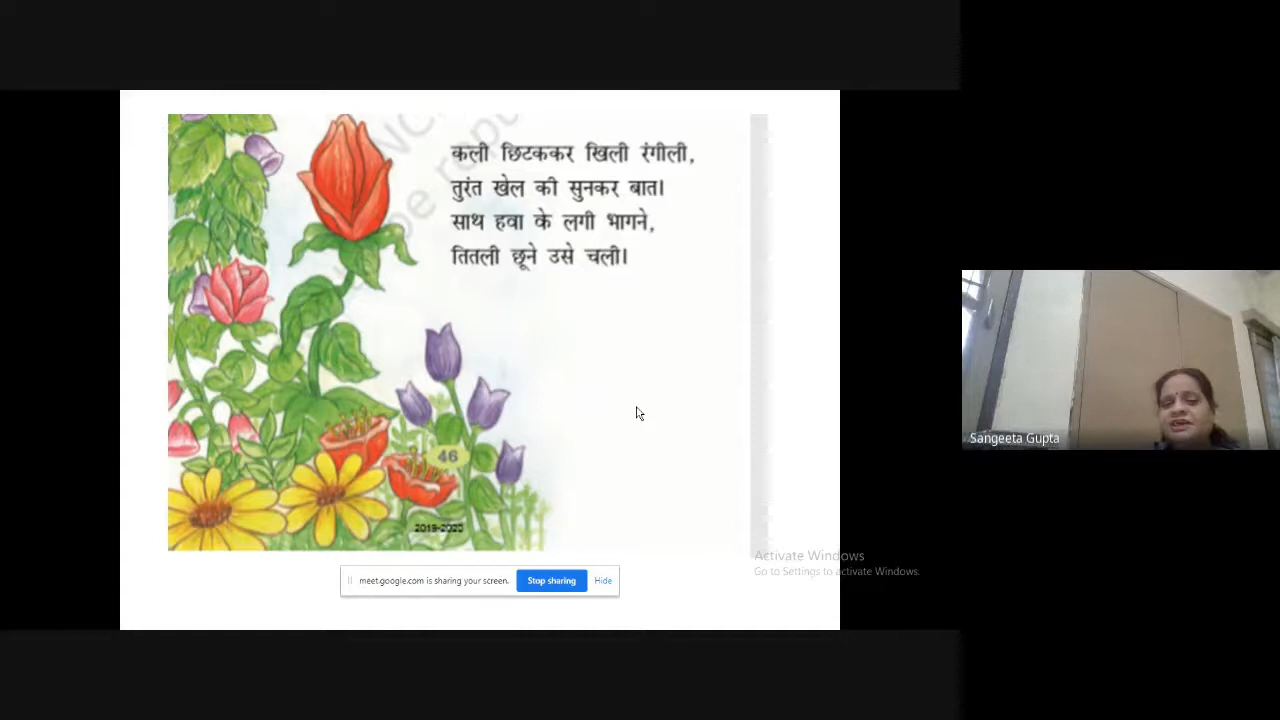 कली छिटककर खिली रंगीली,
तुरंत खेल की सुनकर बात।
साथ हवा के लगी भागने,
तितली छूने उसे चली।
46
2019-2020
meet.google.com is sharing your screen.
Stop sharing
Hide
Activate Windows
Go to Settings to activate Windows.
Sangeeta Gupta